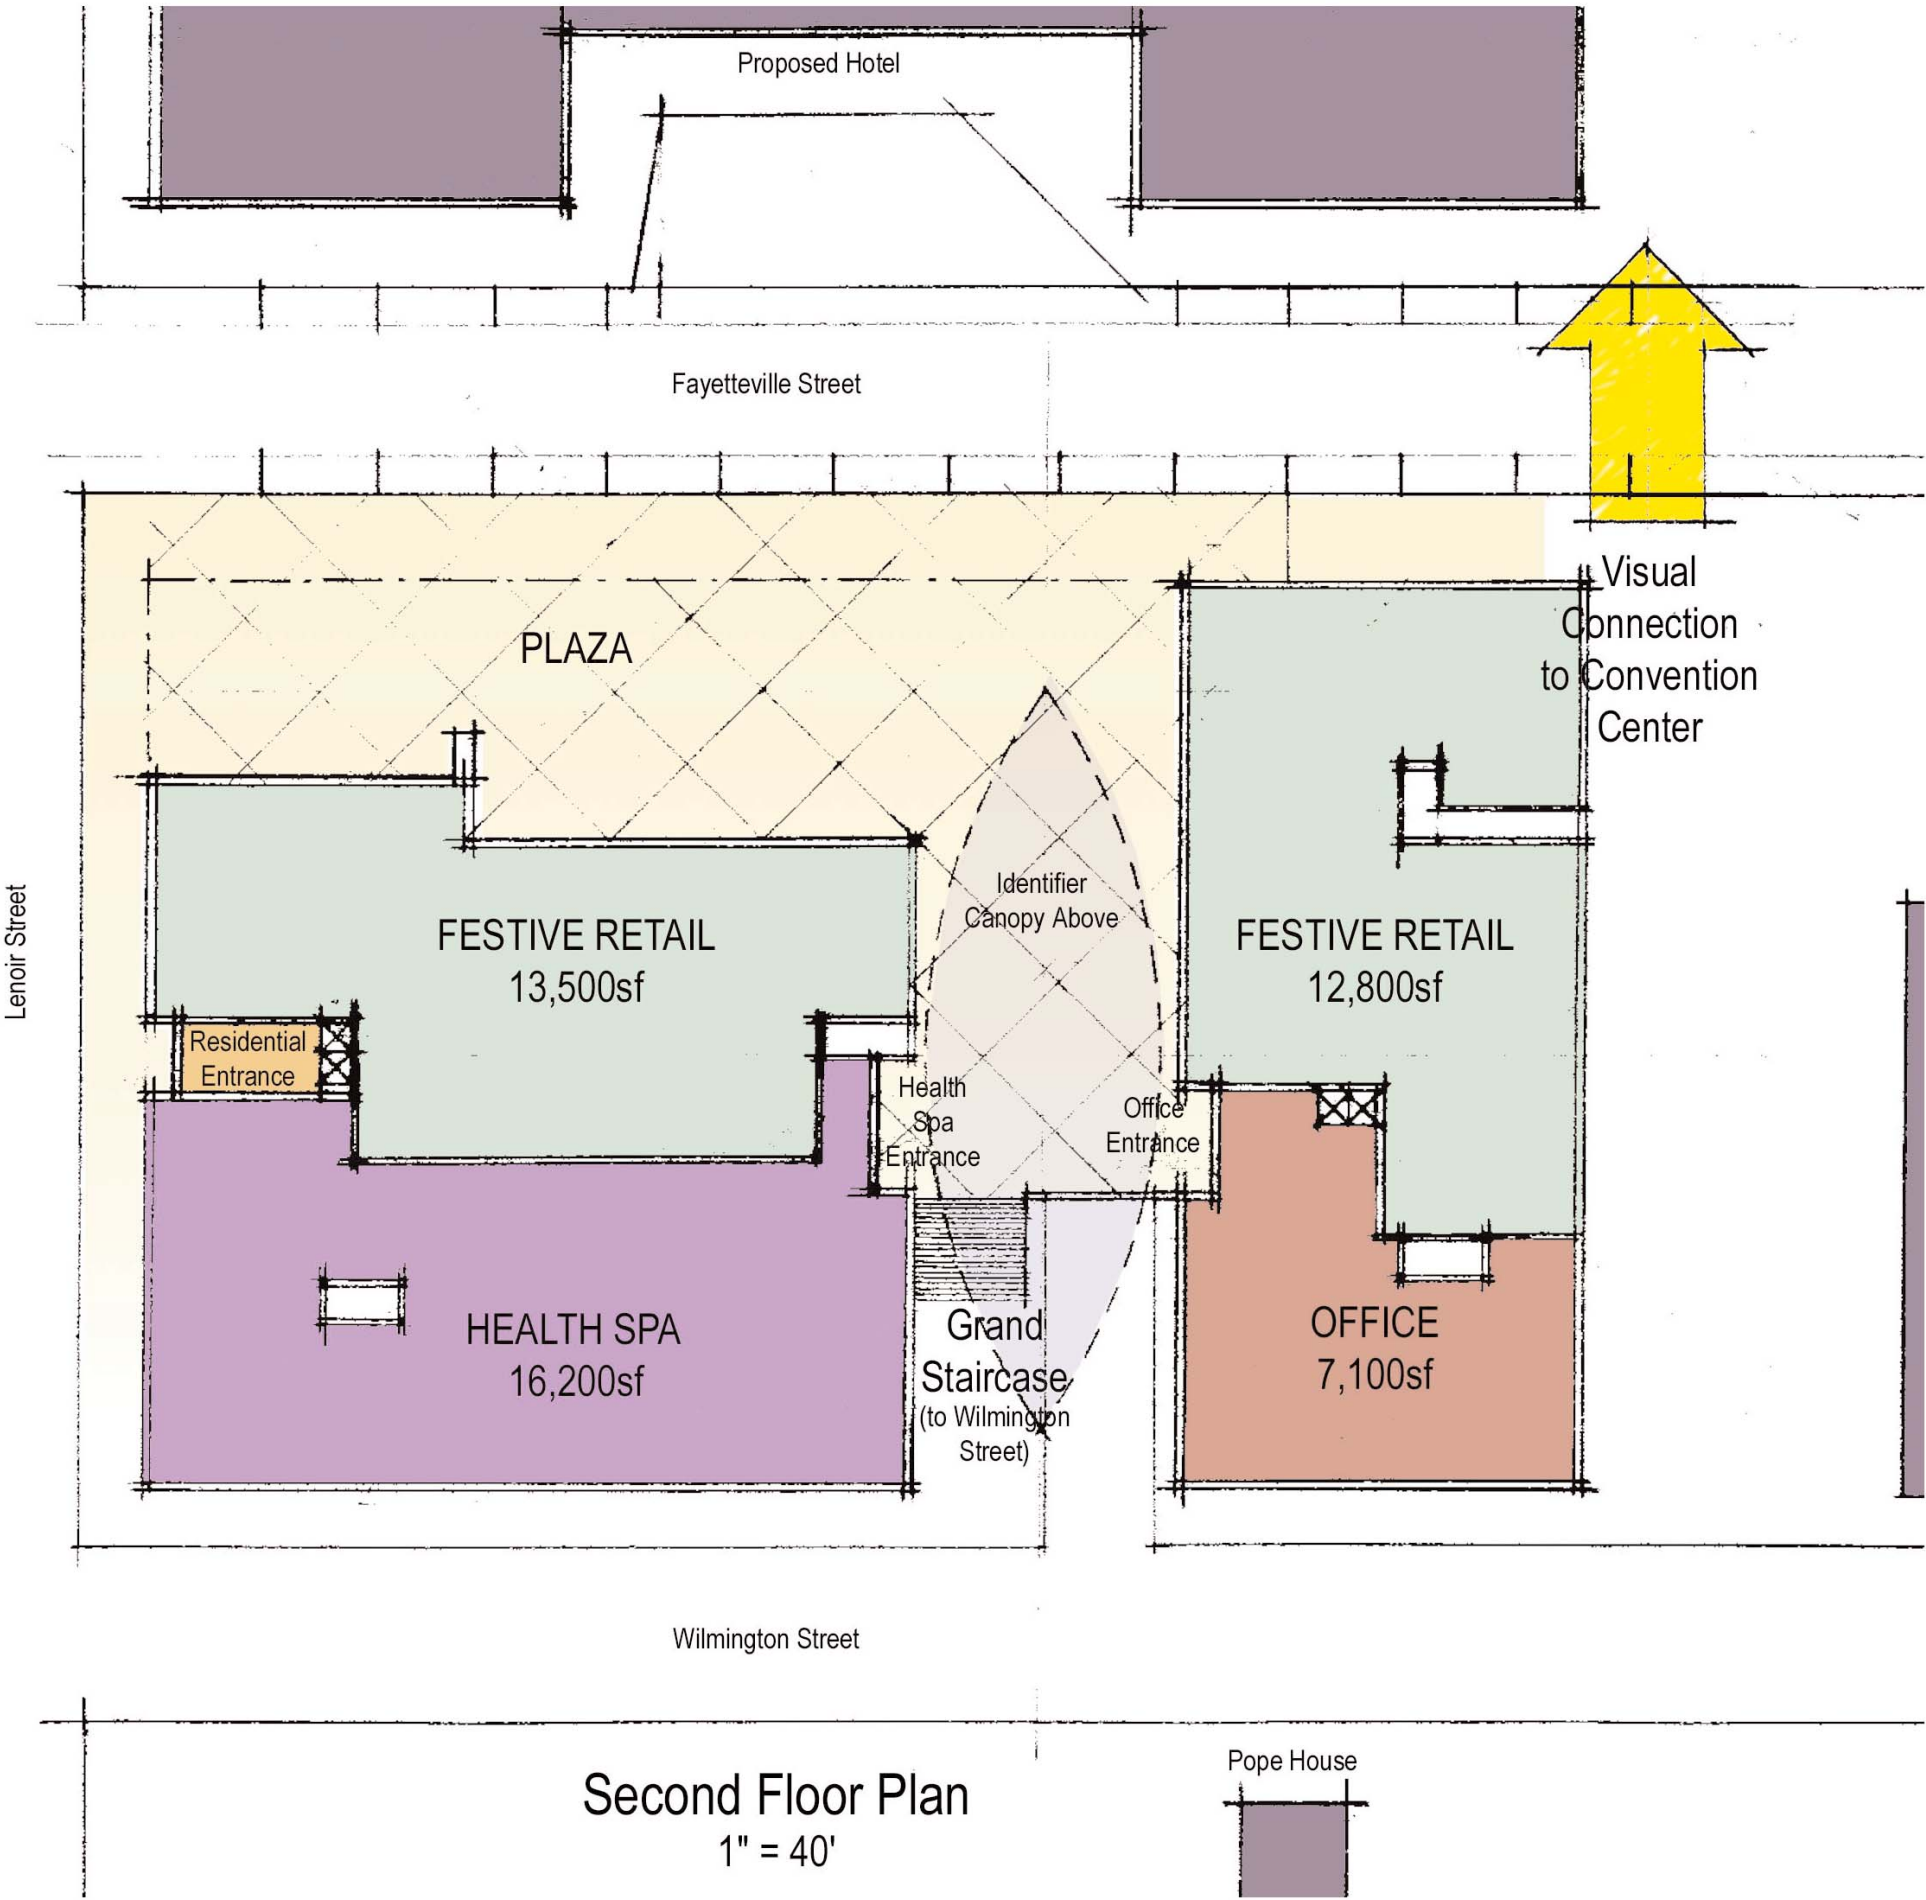 Proposed Hotel
Fayetteville Street
Visual
Connection
to Convention
Center
PLAZA
Lenoir Street
Identifier
Canopy Above
FESTIVE RETAIL
13,500sf
FESTIVE RETAIL
12,800sf
Residential
Entrance
Health
Spa
Entrance
Office
Entrance
HEALTH SPA
16,200sf
Grand
Staircase
(to Wilmington
Street)
OFFICE
7,100sf
Wilmington Street
Second Floor Plan
1" = 40'
Pope House